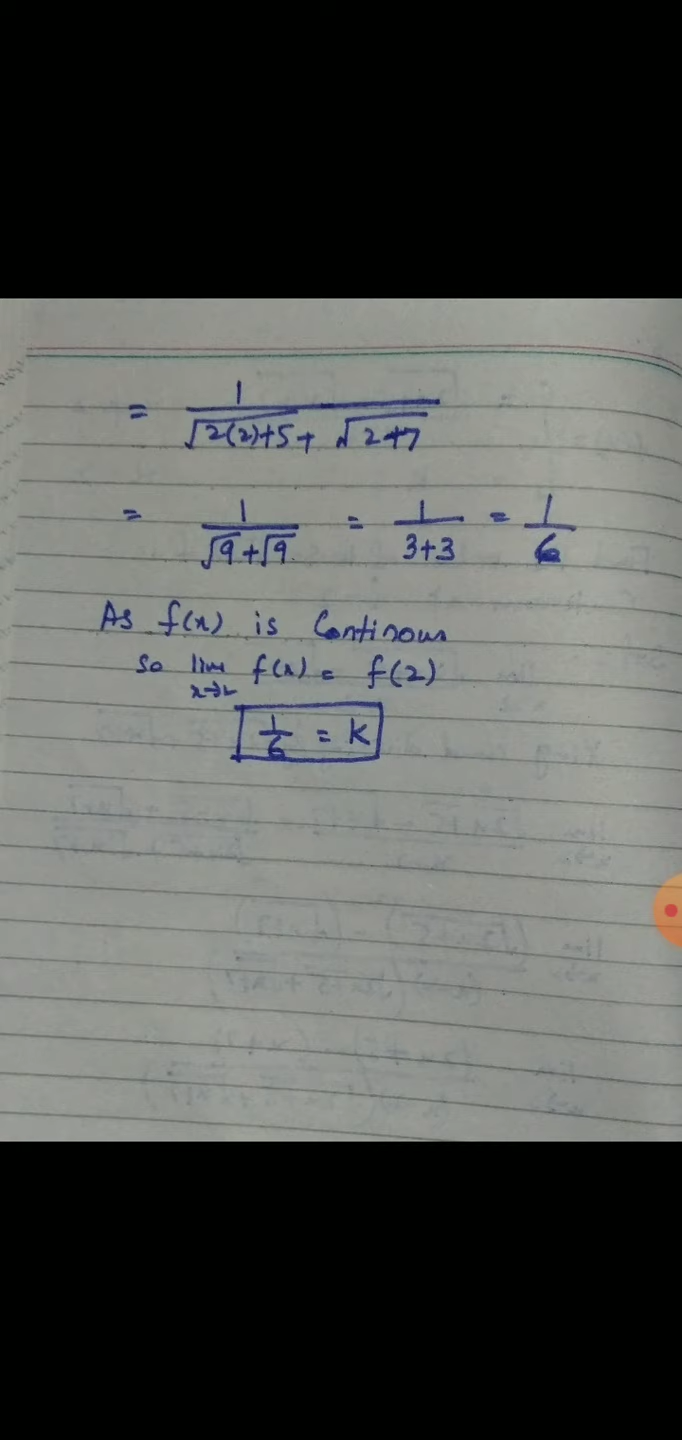 = 1/(√2(2)+5 + √2+7)
= 1/(√9+√9) = 1/(3+3) = 1/6
As f(x) is Continous
so lim x→2 f(x) = f(2)
1/6 = K